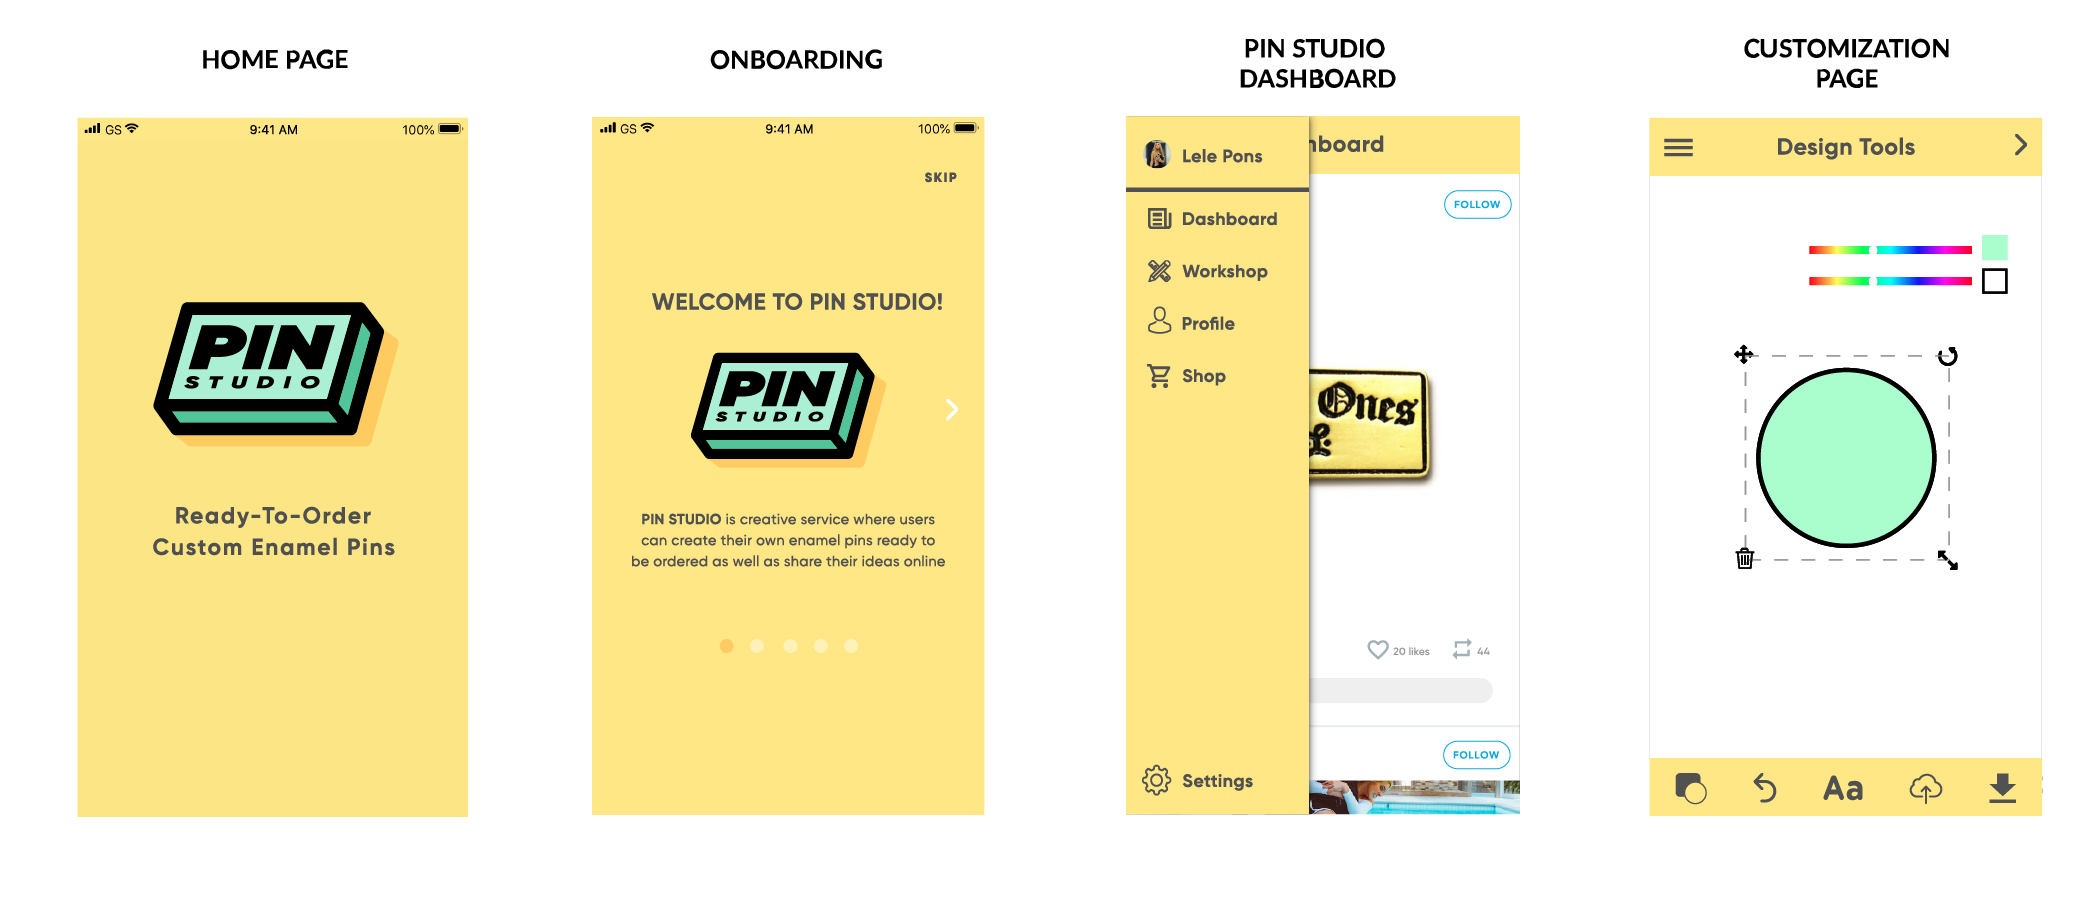 HOME PAGE
GS
9:41 AM
100%
PIN
STUDIO
Ready-To-Order
Custom Enamel Pins
ONBOARDING
GS
9:41 AM
100%
SKIP
WELCOME TO PIN STUDIO!
PIN
STUDIO
PIN STUDIO is creative service where users
can create their own enamel pins ready to
be ordered as well as share their ideas online
PIN STUDIO
DASHBOARD
Lele Pons
hboard
Dashboard
Workshop
Profile
Shop
Settings
FOLLOW
Ones
20 likes
44
FOLLOW
CUSTOMIZATION
PAGE
Design Tools
Aa